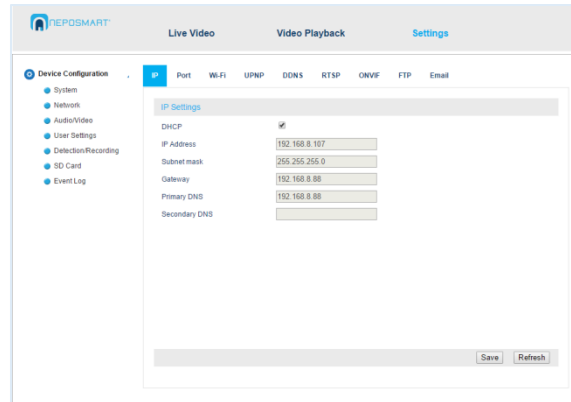 NEPOSMART
Live Video Video Playback Settings
Device Configuration
System
Network
Audio/Video
User Settings
Detection/Recording
SD Card
Event Log
IP Port Wi-Fi UPNP DDNS RTSP ONVIF FTP Email
IP Settings
DHCP
IP Address 192.168.8.107
Subnet mask 255.255.255.0
Gateway 192.168.8.88
Primary DNS 192.168.8.88
Secondary DNS
Save Refresh